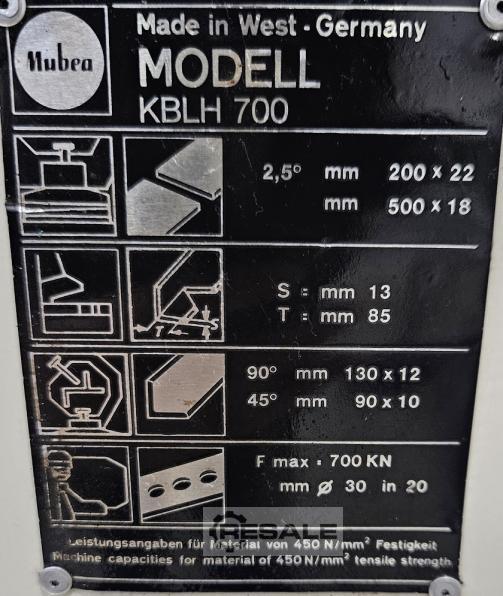 Mubea
Made in West - Germany
MODELL
KBLH 700
2,5° mm 200 x 22
mm 500 x 18
S = mm 13
T = mm 85
T S
90° mm 130 x 12
45° mm 90 x 10
F max = 700 KN
mm ø 30 in 20
RESALE
Leistungsangaben für Material von 450 N/mm² Festigkeit
Machine capacities for material of 450 N/mm² tensile strength